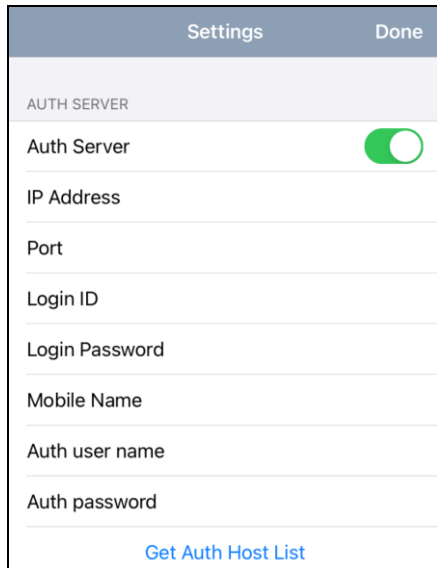 Settings Done
AUTH SERVER
Auth Server
IP Address
Port
Login ID
Login Password
Mobile Name
Auth user name
Auth password
Get Auth Host List